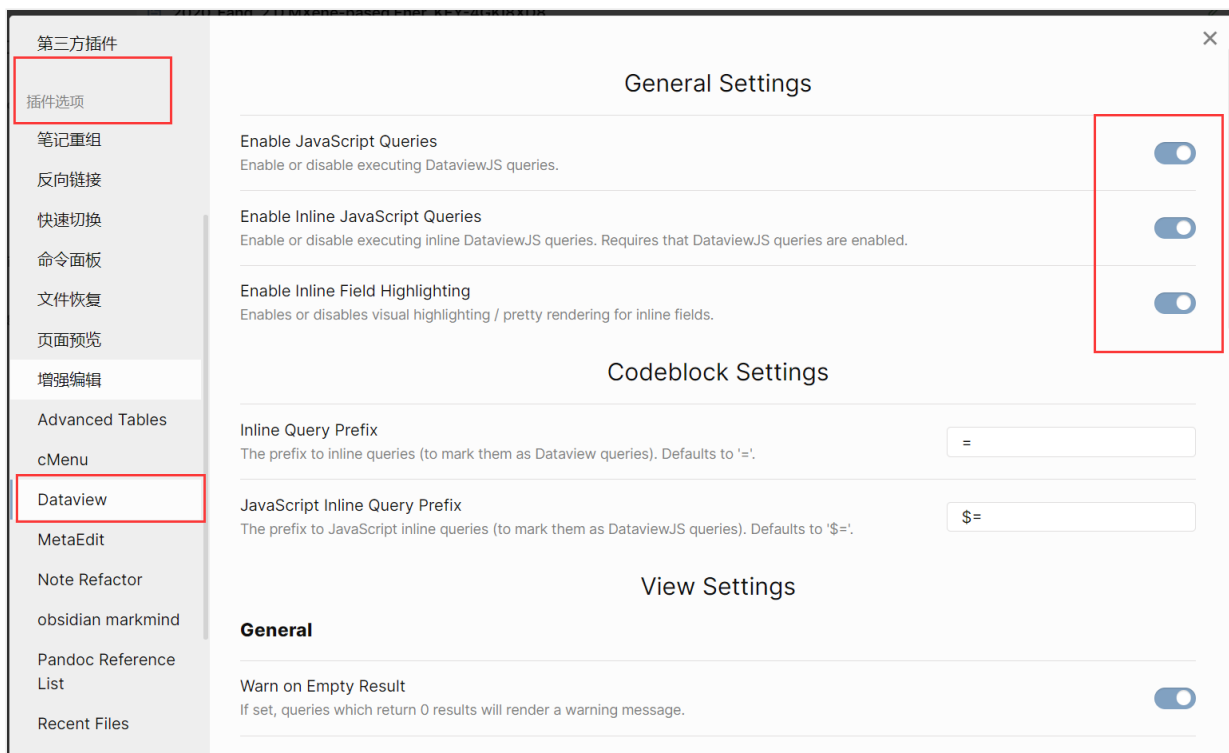 第三方插件
插件选项
笔记重组
反向链接
快速切换
命令面板
文件恢复
页面预览
增强编辑
Advanced Tables
cMenu
Dataview
MetaEdit
Note Refactor
obsidian markmind
Pandoc Reference
List
Recent Files
General Settings
Enable JavaScript Queries
Enable or disable executing DataviewJS queries.
Enable Inline JavaScript Queries
Enable or disable executing inline DataviewJS queries. Requires that DataviewJS queries are enabled.
Enable Inline Field Highlighting
Enables or disables visual highlighting / pretty rendering for inline fields.
Codeblock Settings
Inline Query Prefix
The prefix to inline queries (to mark them as Dataview queries). Defaults to '='.
=
JavaScript Inline Query Prefix
The prefix to JavaScript inline queries (to mark them as DataviewJS queries). Defaults to '$='.
$=
View Settings
General
Warn on Empty Result
If set, queries which return 0 results will render a warning message.